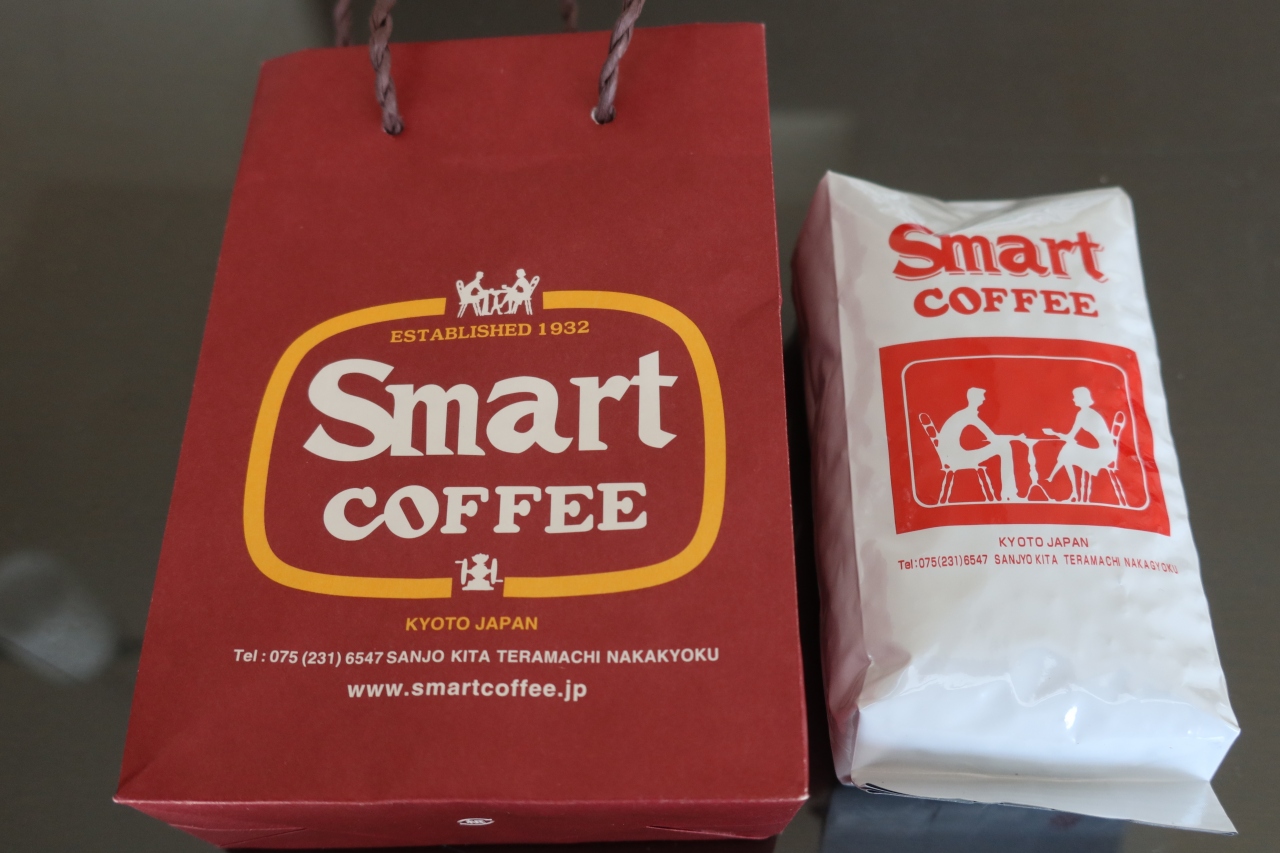 ESTABLISHED 1932
Smart
COFFEE
KYOTO JAPAN
Tel : 075 (231) 6547 SANJO KITA TERAMACHI NAKAKYOKU
www.smartcoffee.jp
Smart
COFFEE
KYOTO JAPAN
Tel:075(231)6547 SANJYO KITA TERAMACHI NAKAGYOKU